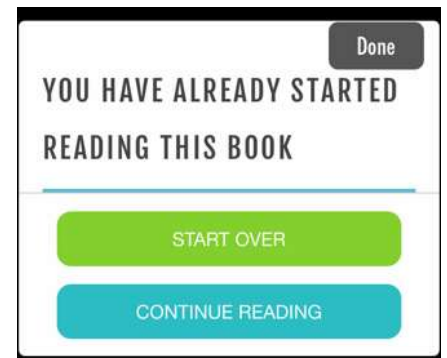 Done
YOU HAVE ALREADY STARTED
READING THIS BOOK
START OVER
CONTINUE READING